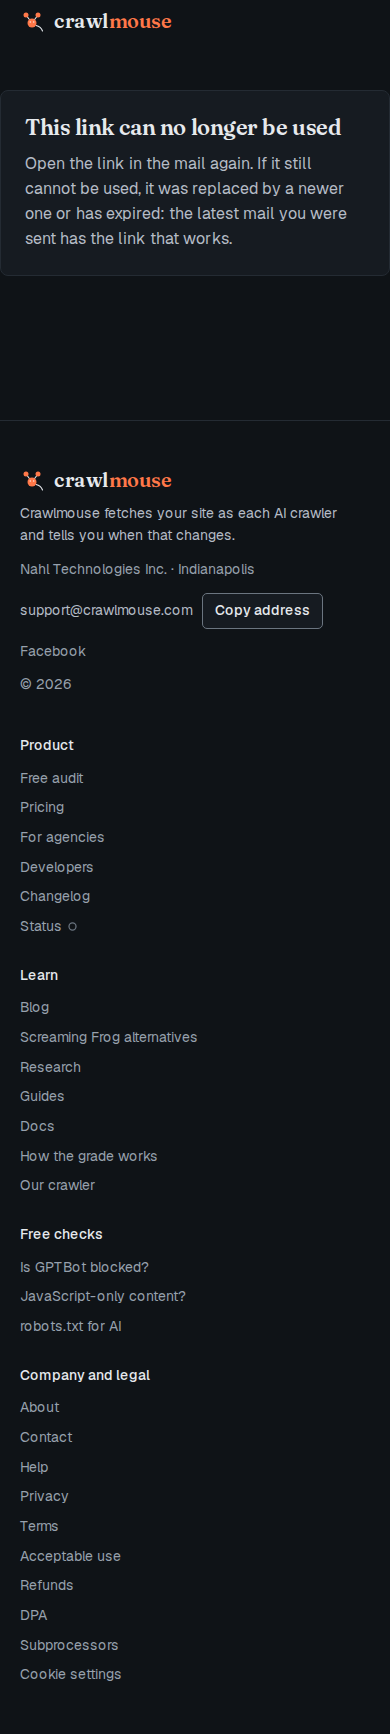 crawlmouse
This link can no longer be used
Open the link in the mail again. If it still
cannot be used, it was replaced by a newer
one or has expired: the latest mail you were
sent has the link that works.
crawlmouse
Crawlmouse fetches your site as each AI crawler
and tells you when that changes.
Nahl Technologies Inc. · Indianapolis
support@crawlmouse.com Copy address
Facebook
© 2026
Product
Free audit
Pricing
For agencies
Developers
Changelog
Status
Learn
Blog
Screaming Frog alternatives
Research
Guides
Docs
How the grade works
Our crawler
Free checks
Is GPTBot blocked?
JavaScript-only content?
robots.txt for AI
Company and legal
About
Contact
Help
Privacy
Terms
Acceptable use
Refunds
DPA
Subprocessors
Cookie settings